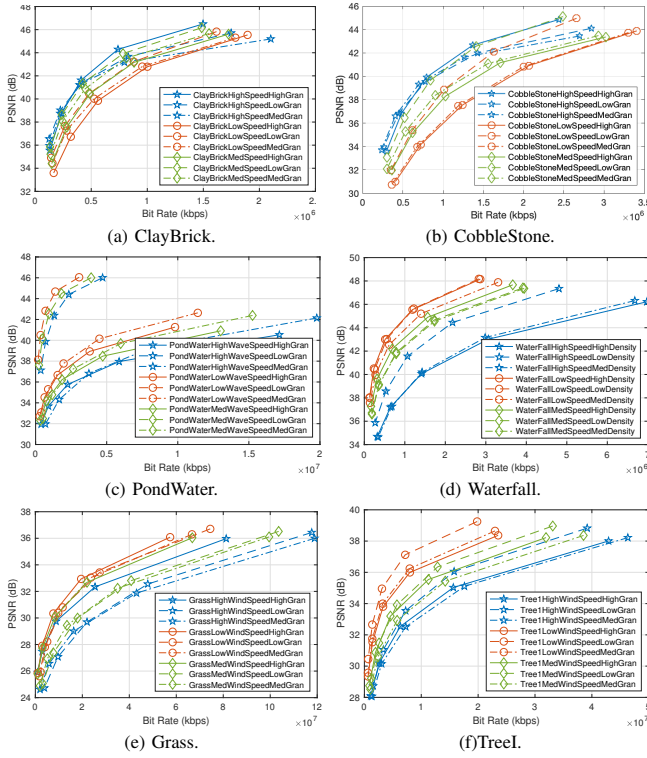 48
46
44
42
40
38
36
34
32
PSNR (dB)
ClayBrickHighSpeedHighGran
ClayBrickHighSpeedLowGran
ClayBrickHighSpeedMedGran
ClayBrickLowSpeedHighGran
ClayBrickLowSpeedLowGran
ClayBrickLowSpeedMedGran
ClayBrickMedSpeedHighGran
ClayBrickMedSpeedLowGran
ClayBrickMedSpeedMedGran
0 0.5 1 1.5 2 2.5
Bit Rate (kbps) ×10⁶
(a) ClayBrick.
46
44
42
40
38
36
34
32
30
PSNR (dB)
CobbleStoneHighSpeedHighGran
CobbleStoneHighSpeedLowGran
CobbleStoneHighSpeedMedGran
CobbleStoneLowSpeedHighGran
CobbleStoneLowSpeedLowGran
CobbleStoneLowSpeedMedGran
CobbleStoneMedSpeedHighGran
CobbleStoneMedSpeedLowGran
CobbleStoneMedSpeedMedGran
0 0.5 1 1.5 2 2.5 3 3.5
Bit Rate (kbps) ×10⁶
(b) CobbleStone.
46
44
42
40
38
36
34
32
30
PSNR (dB)
PondWaterHighWaveSpeedHighGran
PondWaterHighWaveSpeedLowGran
PondWaterHighWaveSpeedMedGran
PondWaterLowWaveSpeedHighGran
PondWaterLowWaveSpeedLowGran
PondWaterLowWaveSpeedMedGran
PondWaterMedWaveSpeedHighGran
PondWaterMedWaveSpeedLowGran
PondWaterMedWaveSpeedMedGran
0 0.5 1 1.5 2
Bit Rate (kbps) ×10⁷
(c) PondWater.
50
48
46
44
42
40
38
36
34
PSNR (dB)
WaterFallHighSpeedHighDensity
WaterFallHighSpeedLowDensity
WaterFallHighSpeedMedDensity
WaterFallLowSpeedHighDensity
WaterFallLowSpeedLowDensity
WaterFallLowSpeedMedDensity
WaterFallMedSpeedHighDensity
WaterFallMedSpeedLowDensity
WaterFallMedSpeedMedDensity
0 1 2 3 4 5 6 7
Bit Rate (kbps) ×10⁶
(d) Waterfall.
38
36
34
32
30
28
26
24
PSNR (dB)
GrassHighWindSpeedHighGran
GrassHighWindSpeedLowGran
GrassHighWindSpeedMedGran
GrassLowWindSpeedHighGran
GrassLowWindSpeedLowGran
GrassLowWindSpeedMedGran
GrassMedWindSpeedHighGran
GrassMedWindSpeedLowGran
GrassMedWindSpeedMedGran
0 2 4 6 8 10 12
Bit Rate (kbps) ×10⁷
(e) Grass.
40
38
36
34
32
30
28
PSNR (dB)
Tree1HighWindSpeedHighGran
Tree1HighWindSpeedLowGran
Tree1HighWindSpeedMedGran
Tree1LowWindSpeedHighGran
Tree1LowWindSpeedLowGran
Tree1LowWindSpeedMedGran
Tree1MedWindSpeedHighGran
Tree1MedWindSpeedLowGran
Tree1MedWindSpeedMedGran
0 1 2 3 4 5
Bit Rate (kbps) ×10⁷
(f)TreeI.